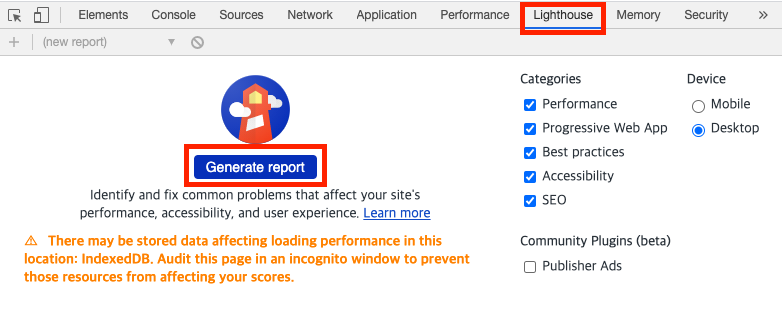 Elements Console Sources Network Application Performance Lighthouse Memory Security »
(new report)
Generate report
Identify and fix common problems that affect your site's
performance, accessibility, and user experience. Learn more
There may be stored data affecting loading performance in this
location: IndexedDB. Audit this page in an incognito window to prevent
those resources from affecting your scores.
Categories
Performance
Progressive Web App
Best practices
Accessibility
SEO
Device
Mobile
Desktop
Community Plugins (beta)
Publisher Ads